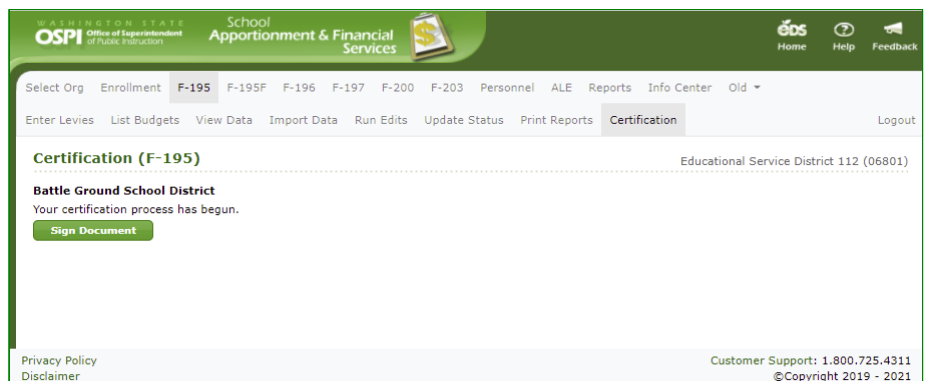 WASHINGTON STATE
OSPI Office of Superintendent
of Public Instruction
School
Apportionment & Financial
Services
EDS
Home Help Feedback
Select Org Enrollment F-195 F-195F F-196 F-197 F-200 F-203 Personnel ALE Reports Info Center Old
Enter Levies List Budgets View Data Import Data Run Edits Update Status Print Reports Certification Logout
Certification (F-195) Educational Service District 112 (06801)
Battle Ground School District
Your certification process has begun.
Sign Document
Privacy Policy Customer Support: 1.800.725.4311
Disclaimer ©Copyright 2019 - 2021